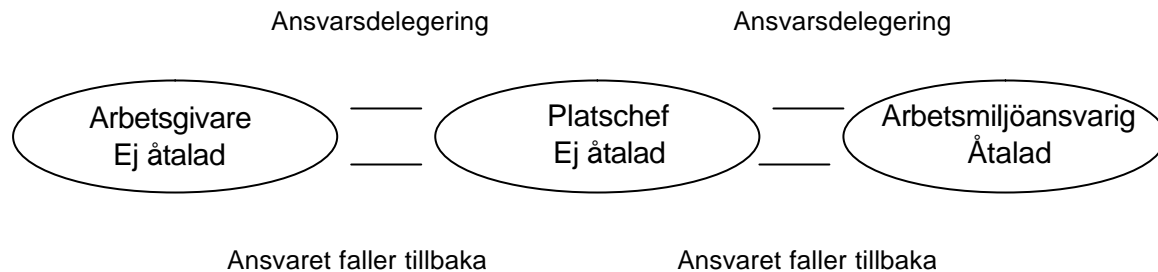 Ansvarsdelegering
Ansvarsdelegering
Arbetsgivare
Ej åtalad
Platschef
Ej åtalad
Arbetsmiljöansvarig
Åtalad
Ansvaret faller tillbaka
Ansvaret faller tillbaka